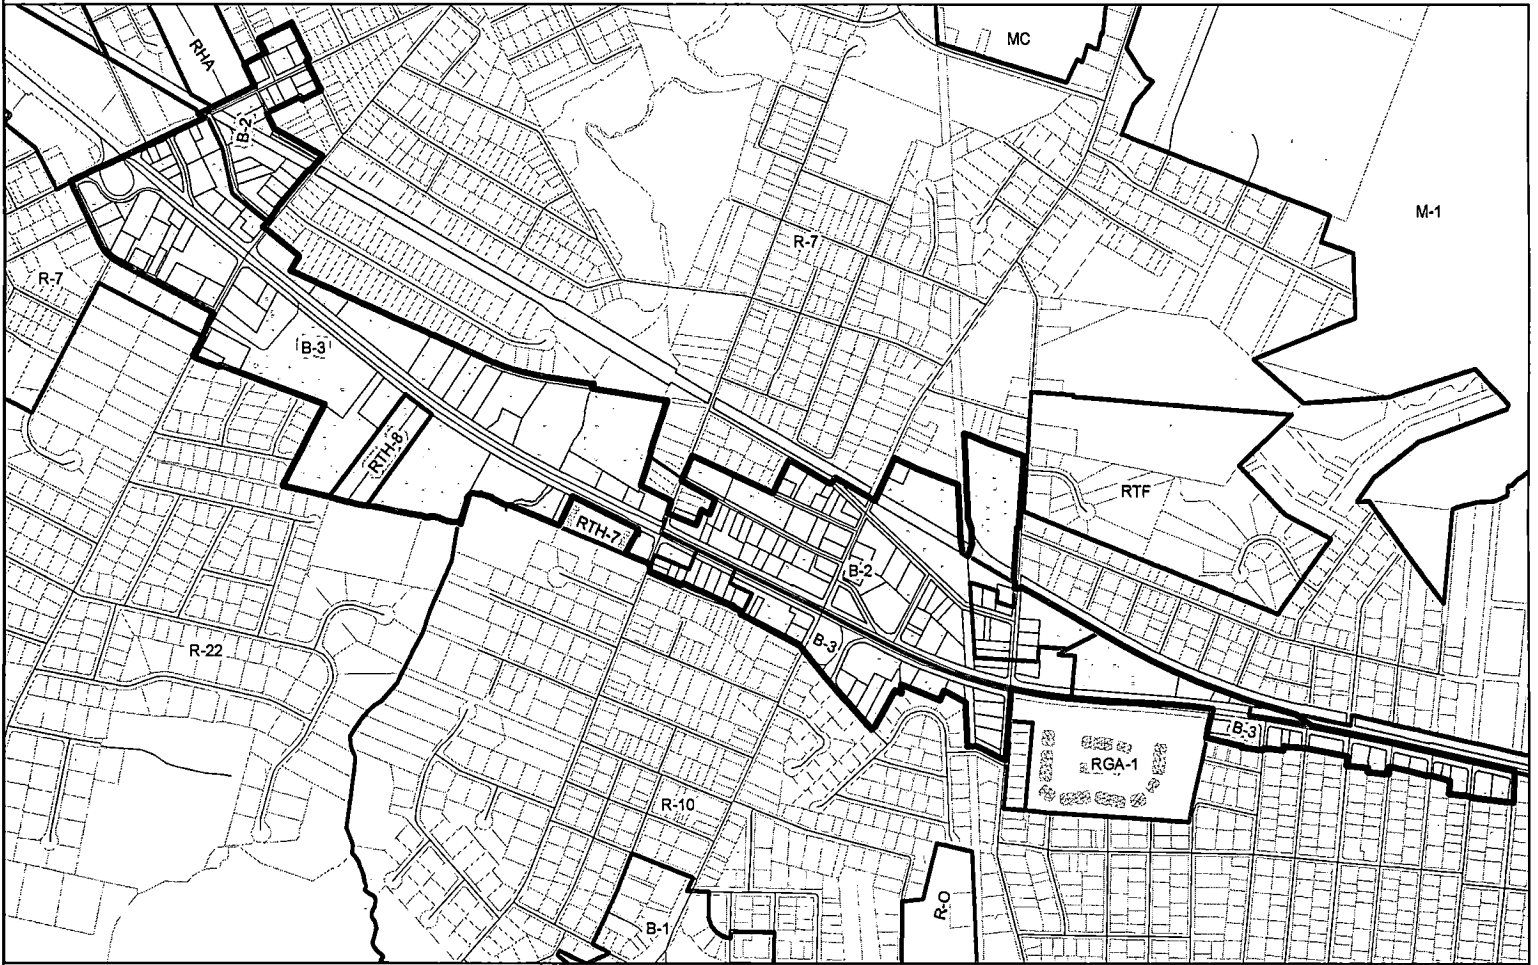 MC
RHA
B-2
M-1
R-7
R-7
B-3
RTH-8
RTF
RTH-7
B-2
B-3
R-22
B-3
RGA-1
R-10
R-O
B-1